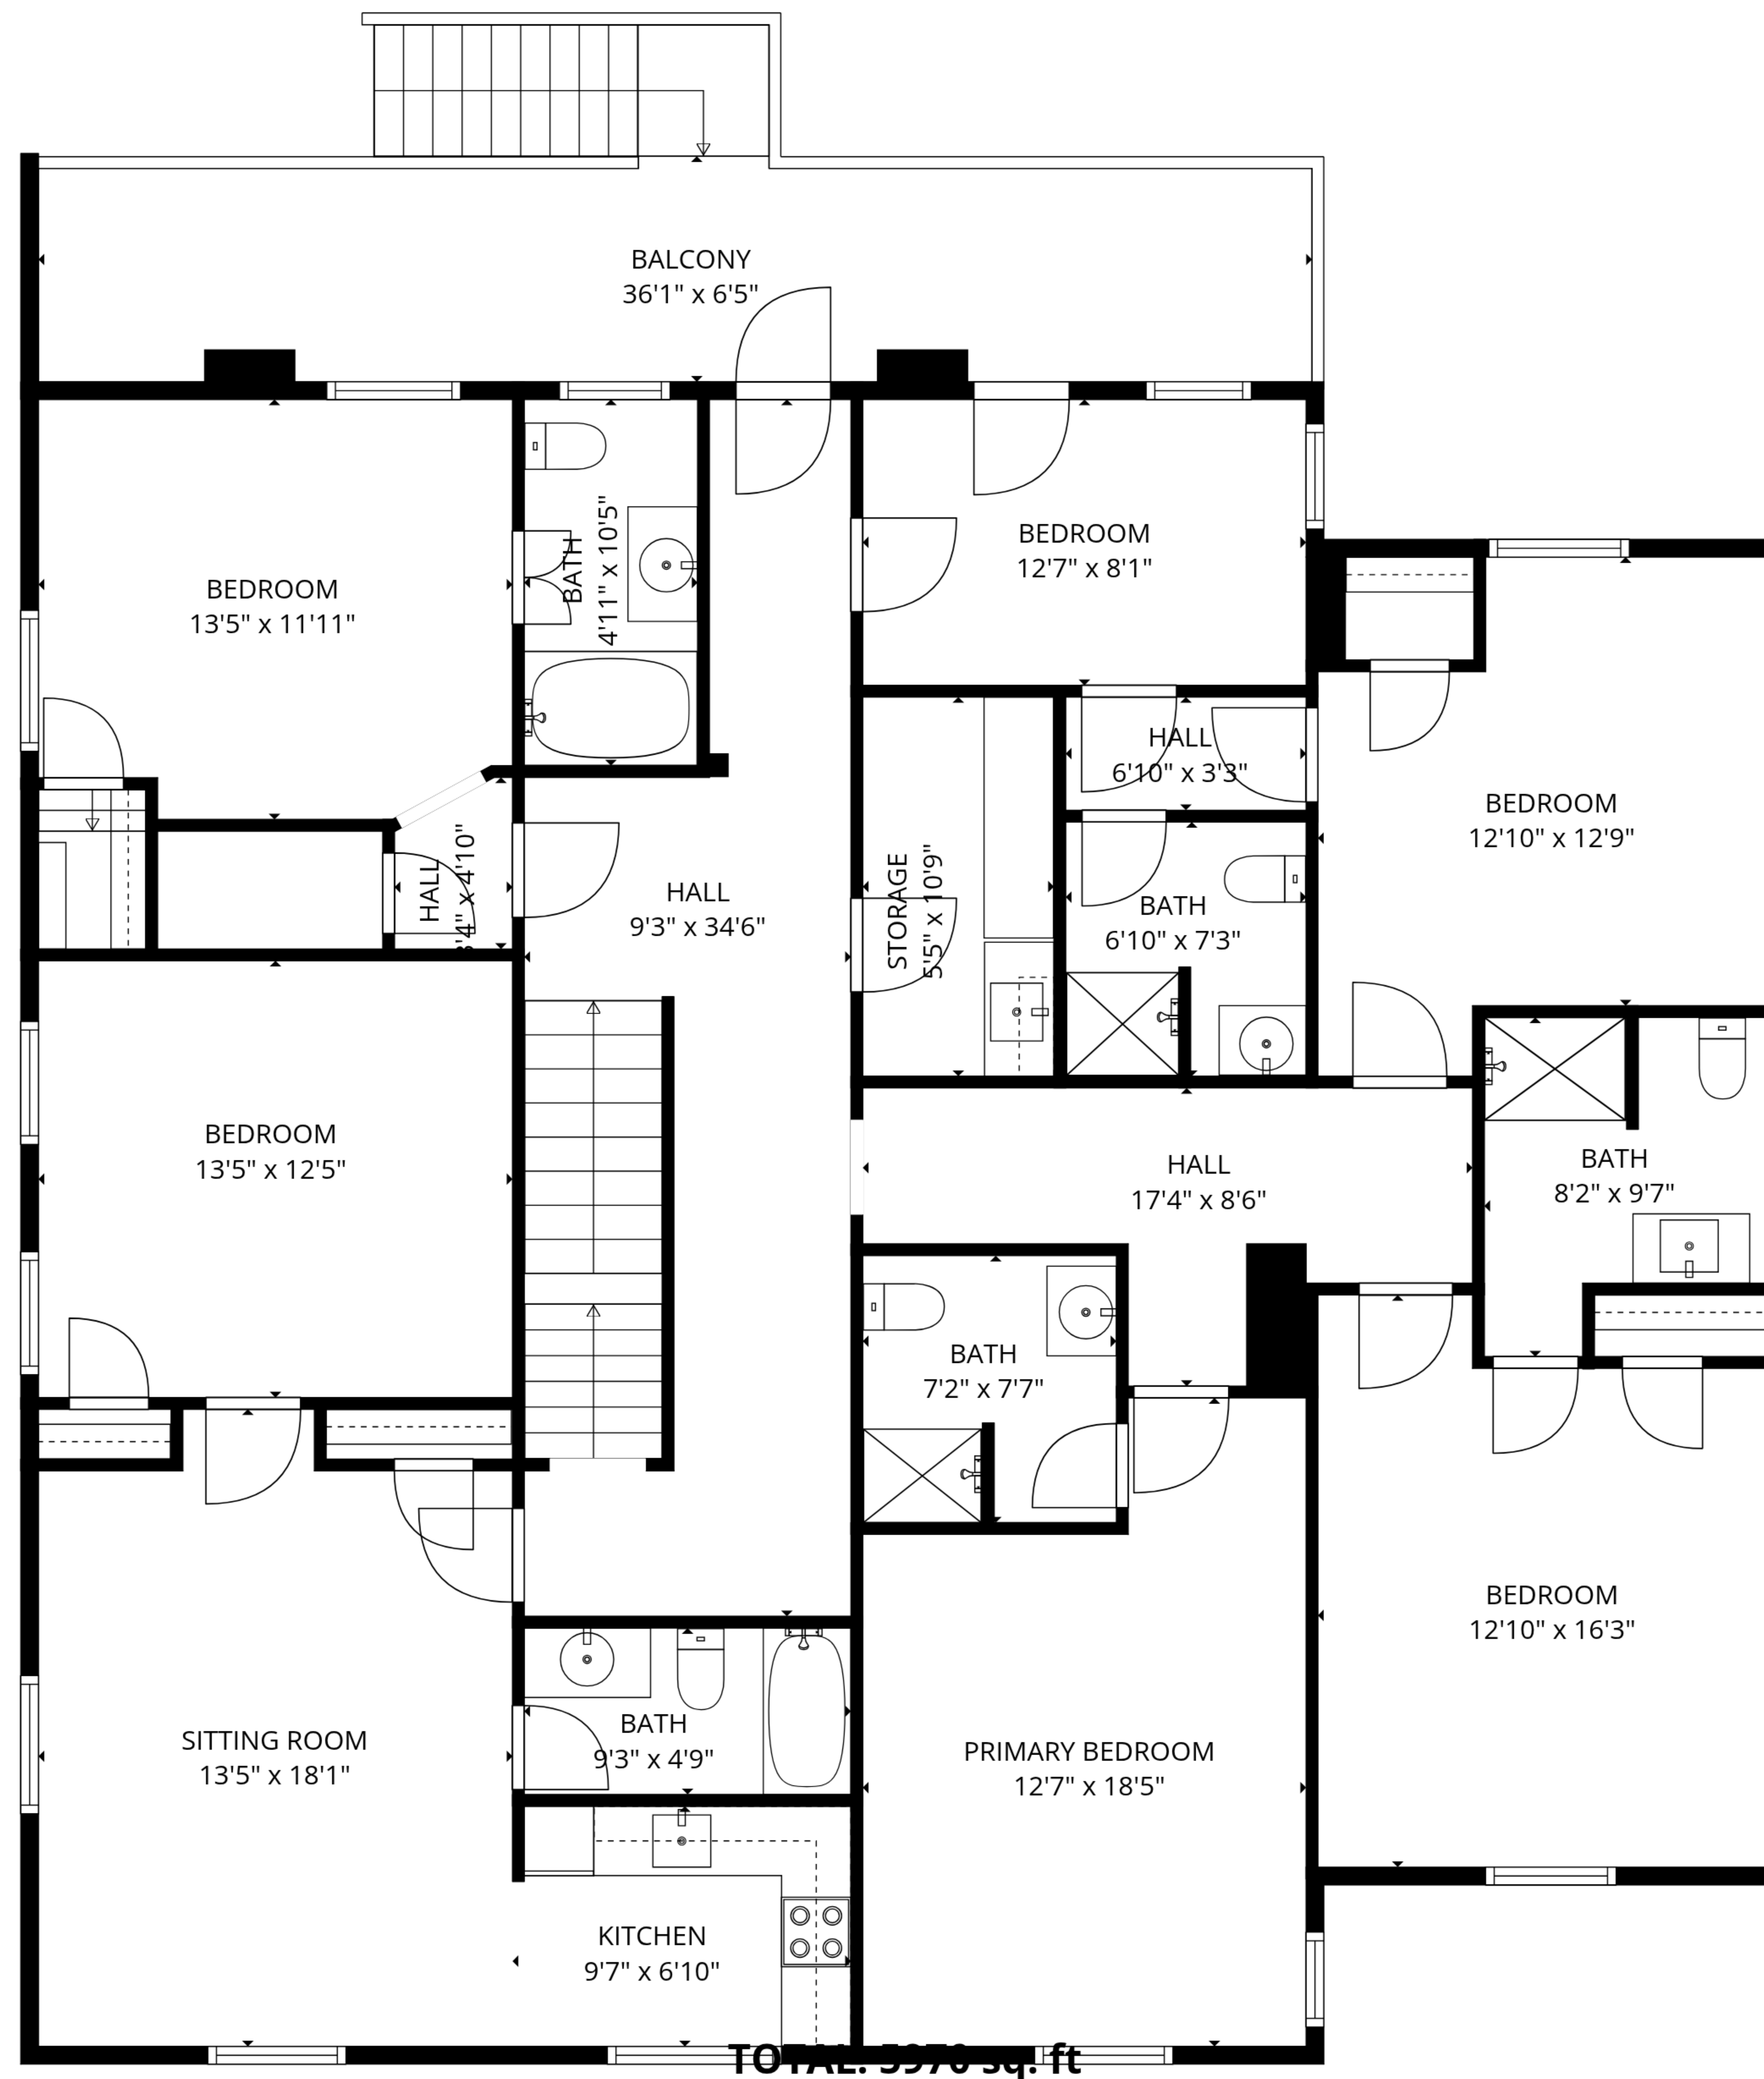 BALCONY
36'1" x 6'5"
BEDROOM
12'7" x 8'1"
BEDROOM
13'5" x 11'11"
BATH
4'11" x 10'5"
HALL
6'10" x 3'3"
BEDROOM
12'10" x 12'9"
HALL
3'4" x 4'10"
HALL
9'3" x 34'6"
STORAGE
5'5" x 10'9"
BATH
6'10" x 7'3"
BEDROOM
13'5" x 12'5"
HALL
17'4" x 8'6"
BATH
8'2" x 9'7"
BATH
7'2" x 7'7"
BEDROOM
12'10" x 16'3"
SITTING ROOM
13'5" x 18'1"
BATH
9'3" x 4'9"
PRIMARY BEDROOM
12'7" x 18'5"
KITCHEN
9'7" x 6'10"
TOTAL: 5970 sq. ft